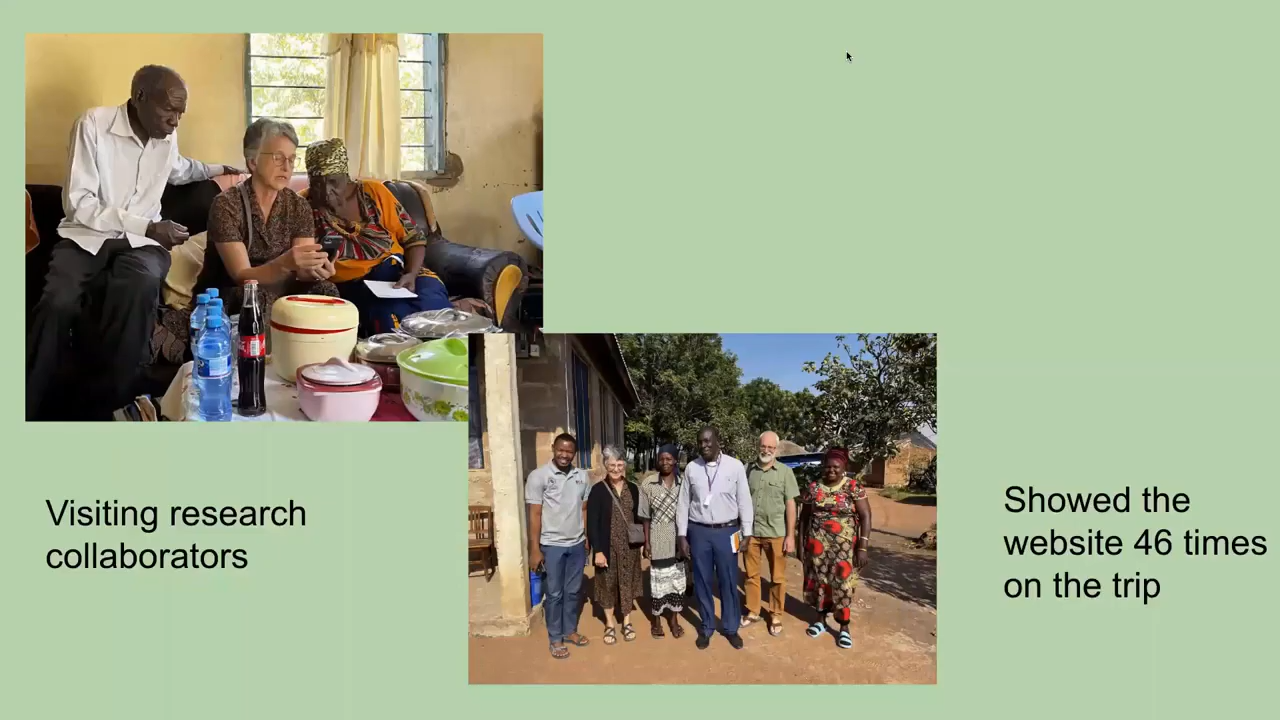 Visiting research
collaborators
Showed the
website 46 times
on the trip